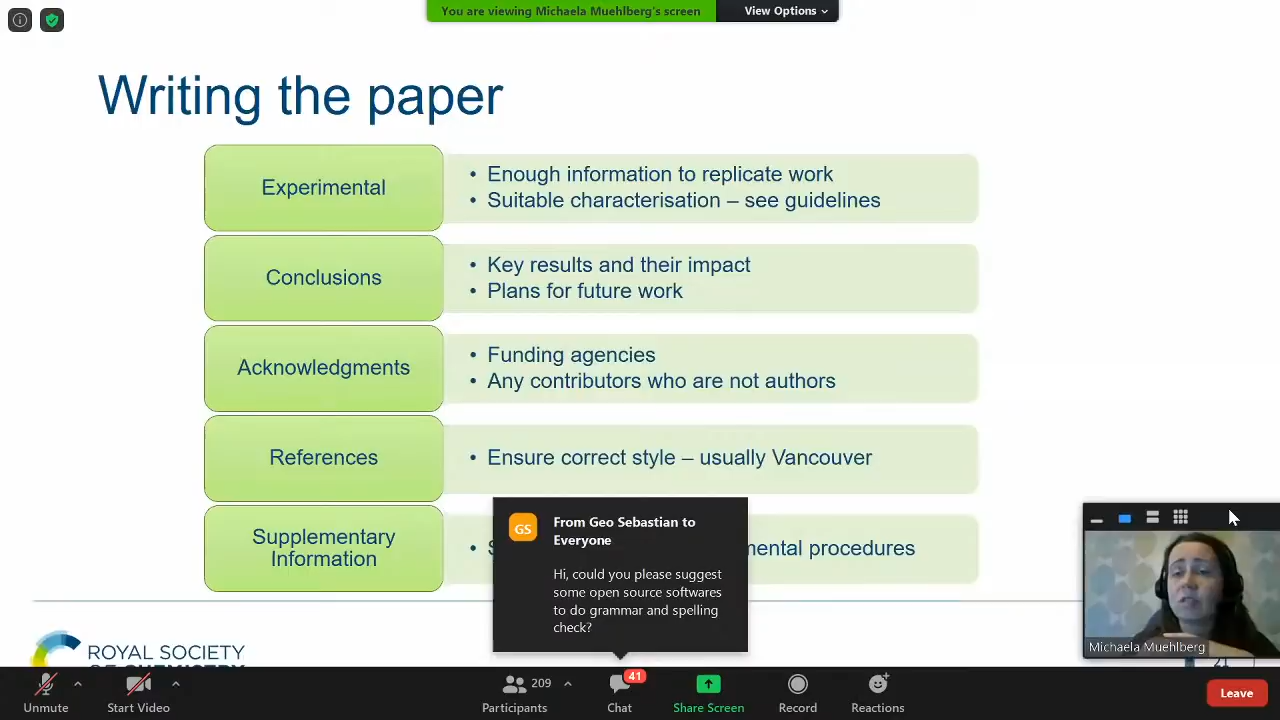 You are viewing Michaela Muehlberg's screen
View Options
Writing the paper
Experimental
• Enough information to replicate work
• Suitable characterisation – see guidelines
Conclusions
• Key results and their impact
• Plans for future work
Acknowledgments
• Funding agencies
• Any contributors who are not authors
References
• Ensure correct style – usually Vancouver
Supplementary
Information
• S
mental procedures
GS
From Geo Sebastian to
Everyone
Hi, could you please suggest
some open source softwares
to do grammar and spelling
check?
Michaela Muehlberg
ROYAL SOCIETY
OF CHEMISTRY
21
Unmute
Start Video
209
Participants
41
Chat
Share Screen
Record
Reactions
Leave